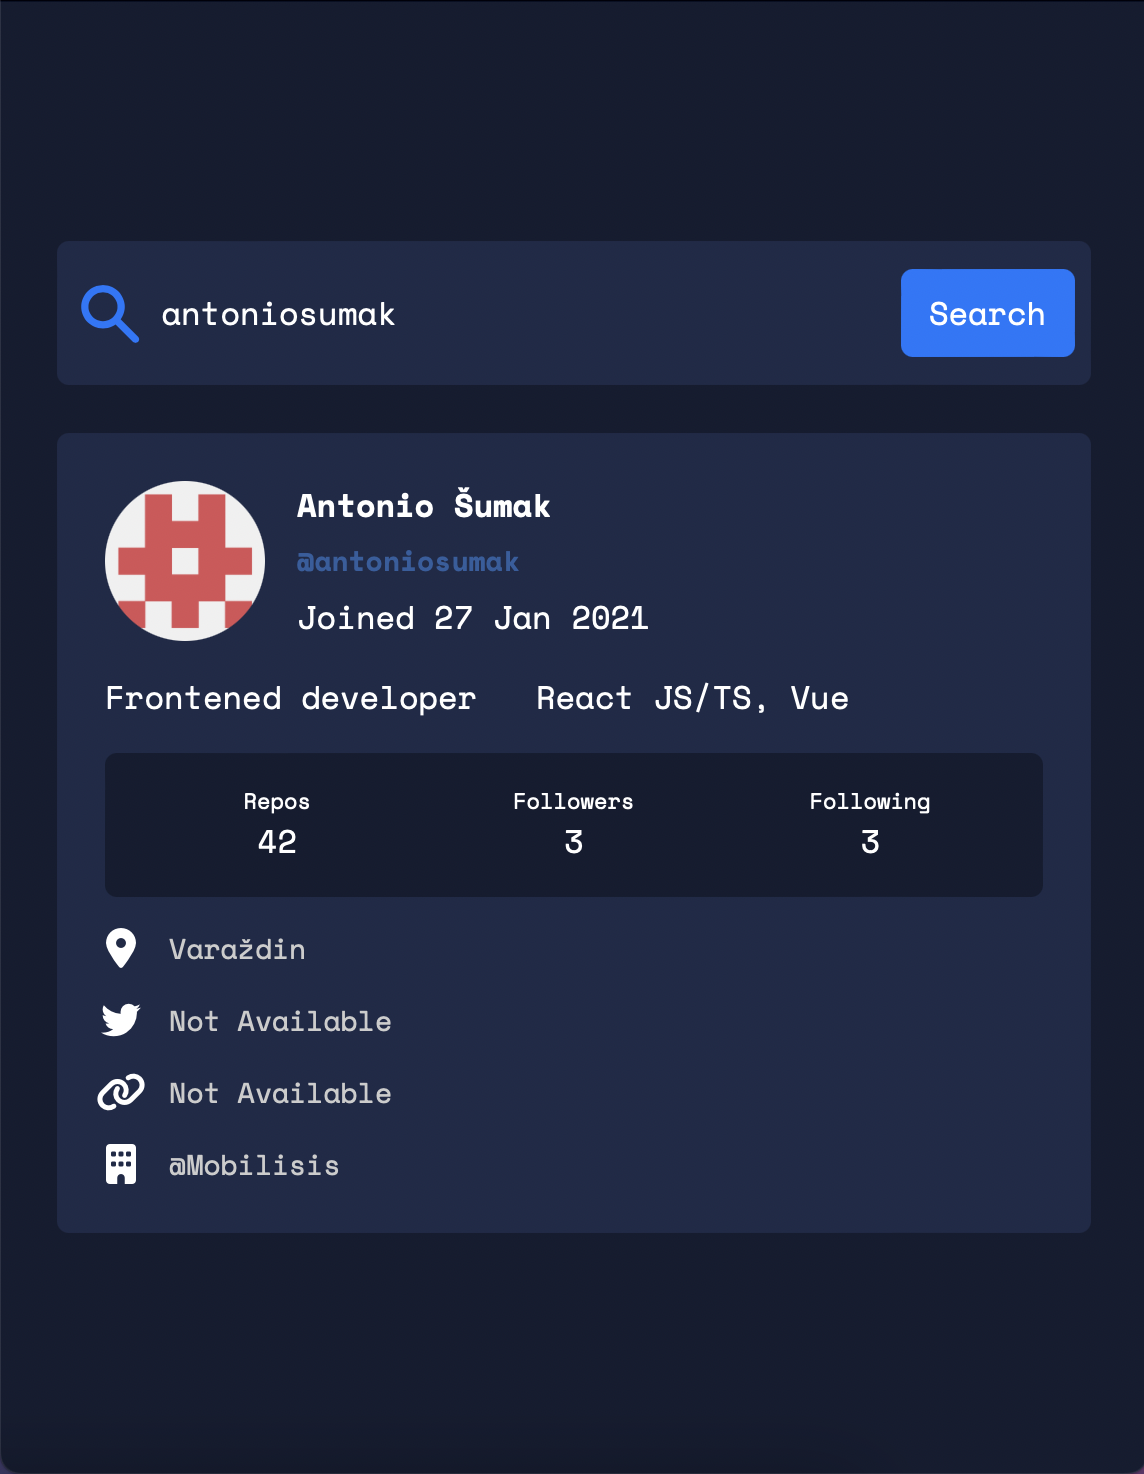 antoniosumak
Search
Antonio Šumak
@antoniosumak
Joined 27 Jan 2021
Frontened developer   React JS/TS, Vue
Repos Followers Following
42 3 3
Varaždin
Not Available
Not Available
@Mobilisis